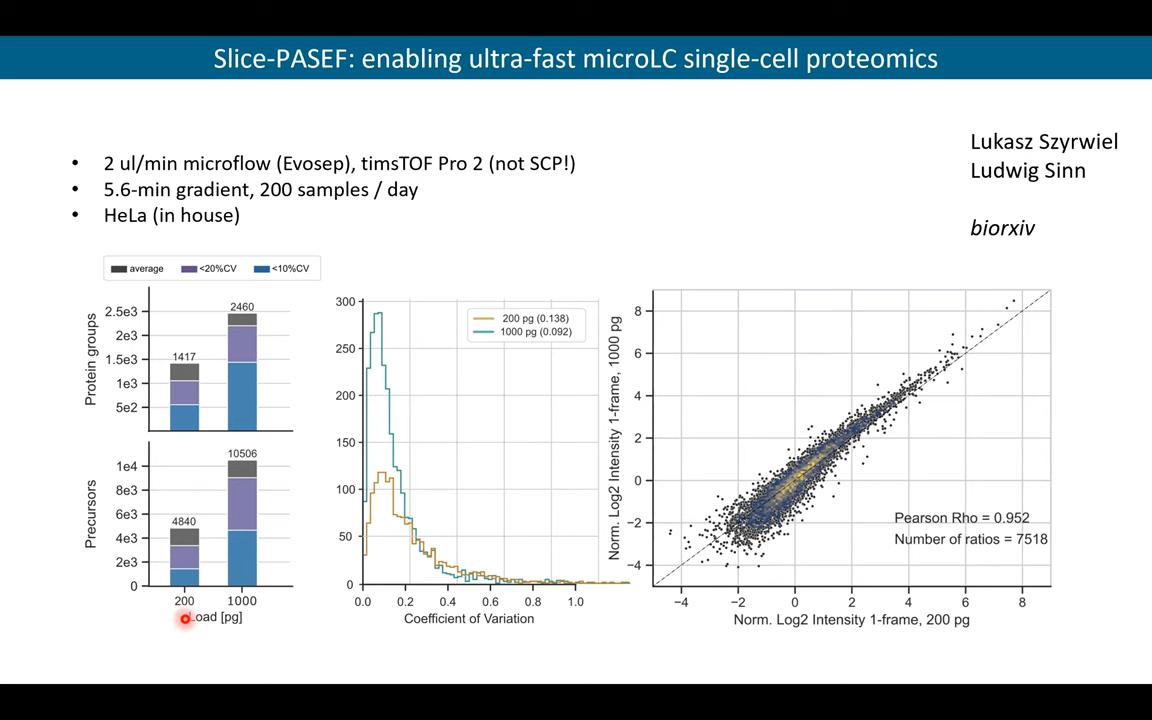 Slice-PASEF: enabling ultra-fast microLC single-cell proteomics
• 2 ul/min microflow (Evosep), timsTOF Pro 2 (not SCP!)
• 5.6-min gradient, 200 samples / day
• HeLa (in house)
Lukasz Szyrwiel
Ludwig Sinn
biorxiv
average <20%CV <10%CV
Protein groups
2.5e3
2e3
1.5e3
1e3
5e2
1417
2460
Precursors
1e4
8e3
6e3
4e3
2e3
0
4840
10506
200 1000
Load [pg]
300
250
200
150
100
50
0
200 pg (0.138)
1000 pg (0.092)
0.0 0.2 0.4 0.6 0.8 1.0
Coefficient of Variation
Norm. Log2 Intensity 1-frame, 1000 pg
8
6
4
2
0
−2
−4
Pearson Rho = 0.952
Number of ratios = 7518
−4 −2 0 2 4 6 8
Norm. Log2 Intensity 1-frame, 200 pg